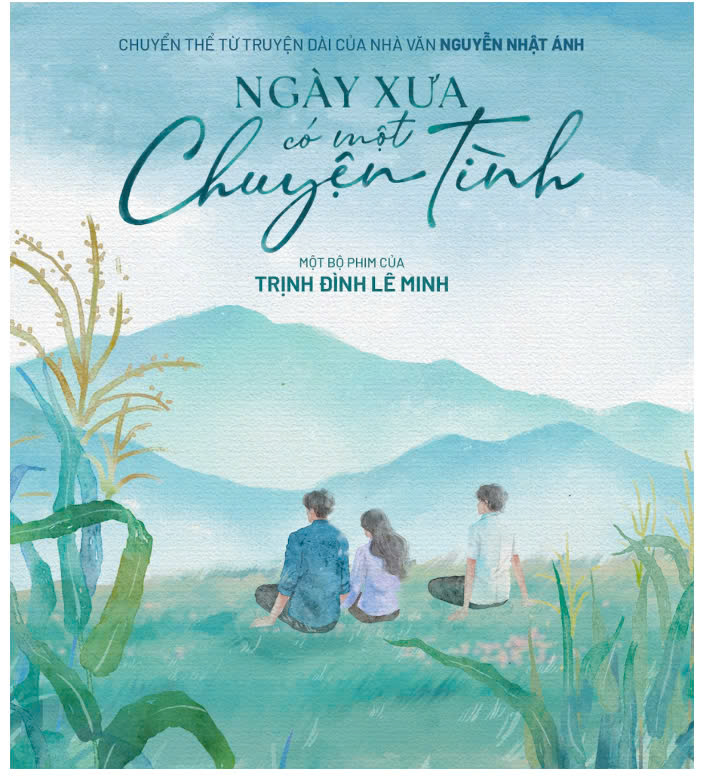 CHUYỂN THỂ TỪ TRUYỆN DÀI CỦA NHÀ VĂN NGUYỄN NHẬT ÁNH
NGÀY XƯA
có một
Chuyện Tình
MỘT BỘ PHIM CỦA
TRỊNH ĐÌNH LÊ MINH